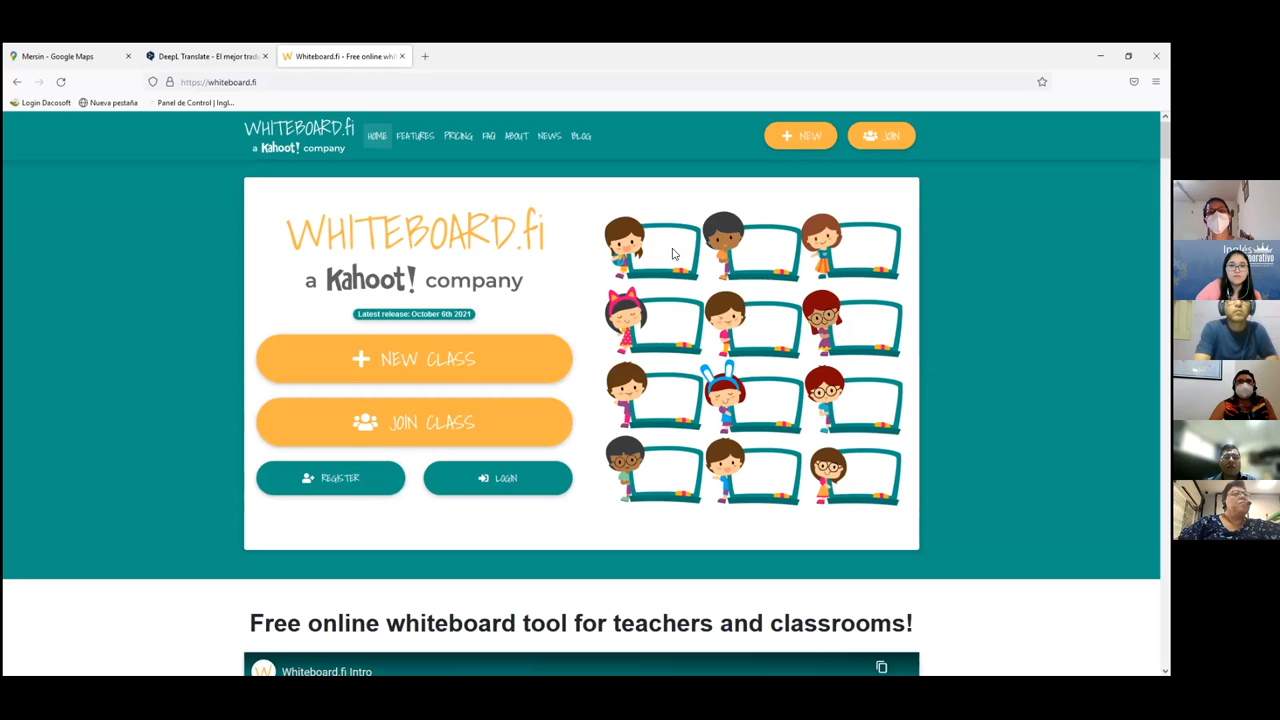 Mersin - Google Maps
DeepL Translate - El mejor tradu
Whiteboard.fi - Free online whit
https://whiteboard.fi
Login Dacosoft
Nueva pestaña
Panel de Control | Ingl...
WHITEBOARD.fi
a Kahoot! company
HOME FEATURES PRICING FAQ ABOUT NEWS BLOG
NEW
JOIN
WHITEBOARD.fi
a Kahoot! company
Latest release: October 6th 2021
NEW CLASS
JOIN CLASS
REGISTER
LOGIN
Free online whiteboard tool for teachers and classrooms!
Whiteboard.fi Intro
Inglés